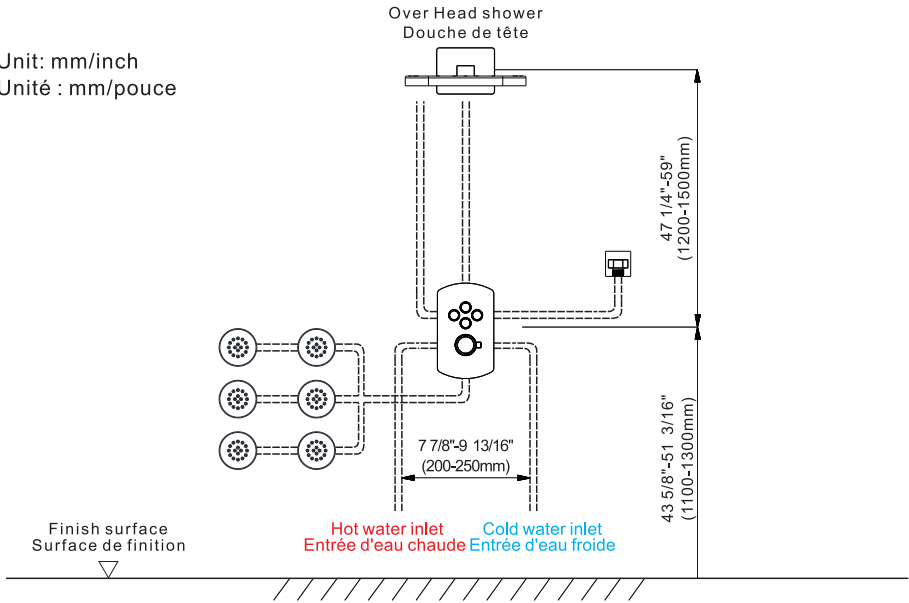 Over Head shower
Douche de tête
Unit: mm/inch
Unité : mm/pouce
47 1/4"-59"
(1200-1500mm)
7 7/8"-9 13/16"
(200-250mm)
43 5/8"-51 3/16"
(1100-1300mm)
Finish surface
Surface de finition
Hot water inlet
Entrée d'eau chaude
Cold water inlet
Entrée d'eau froide